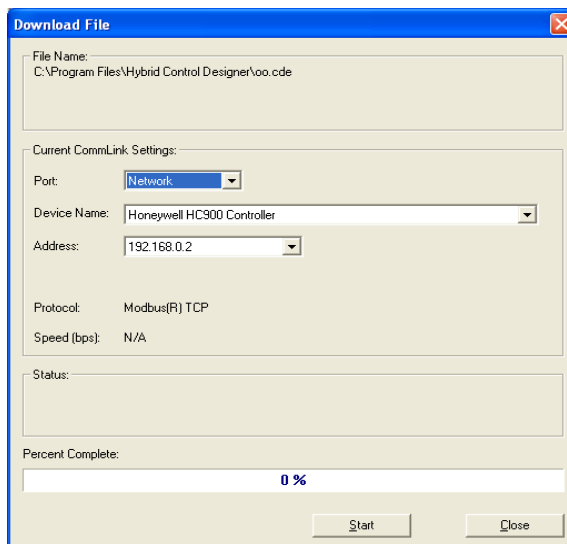 Download File
File Name:
C:\Program Files\Hybrid Control Designer\oo.cde
Current CommLink Settings:
Port: Network
Device Name: Honeywell HC900 Controller
Address: 192.168.0.2
Protocol: Modbus(R) TCP
Speed (bps): N/A
Status:
Percent Complete:
0 %
Start Close